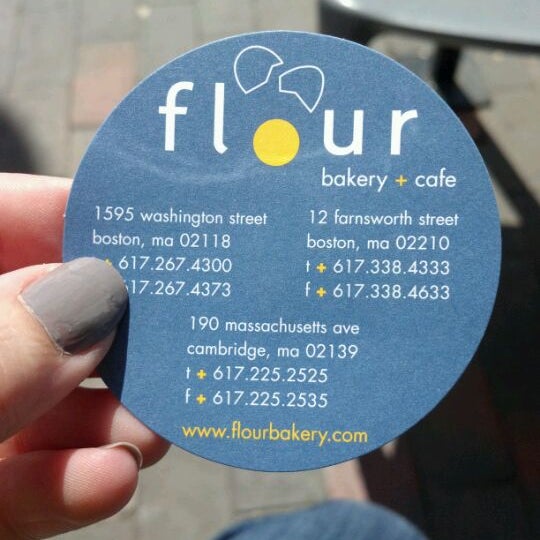 flour
bakery + cafe
1595 washington street
boston, ma 02118
+ 617.267.4300
617.267.4373
12 farnsworth street
boston, ma 02210
t + 617.338.4333
f + 617.338.4633
190 massachusetts ave
cambridge, ma 02139
t + 617.225.2525
f + 617.225.2535
www.flourbakery.com